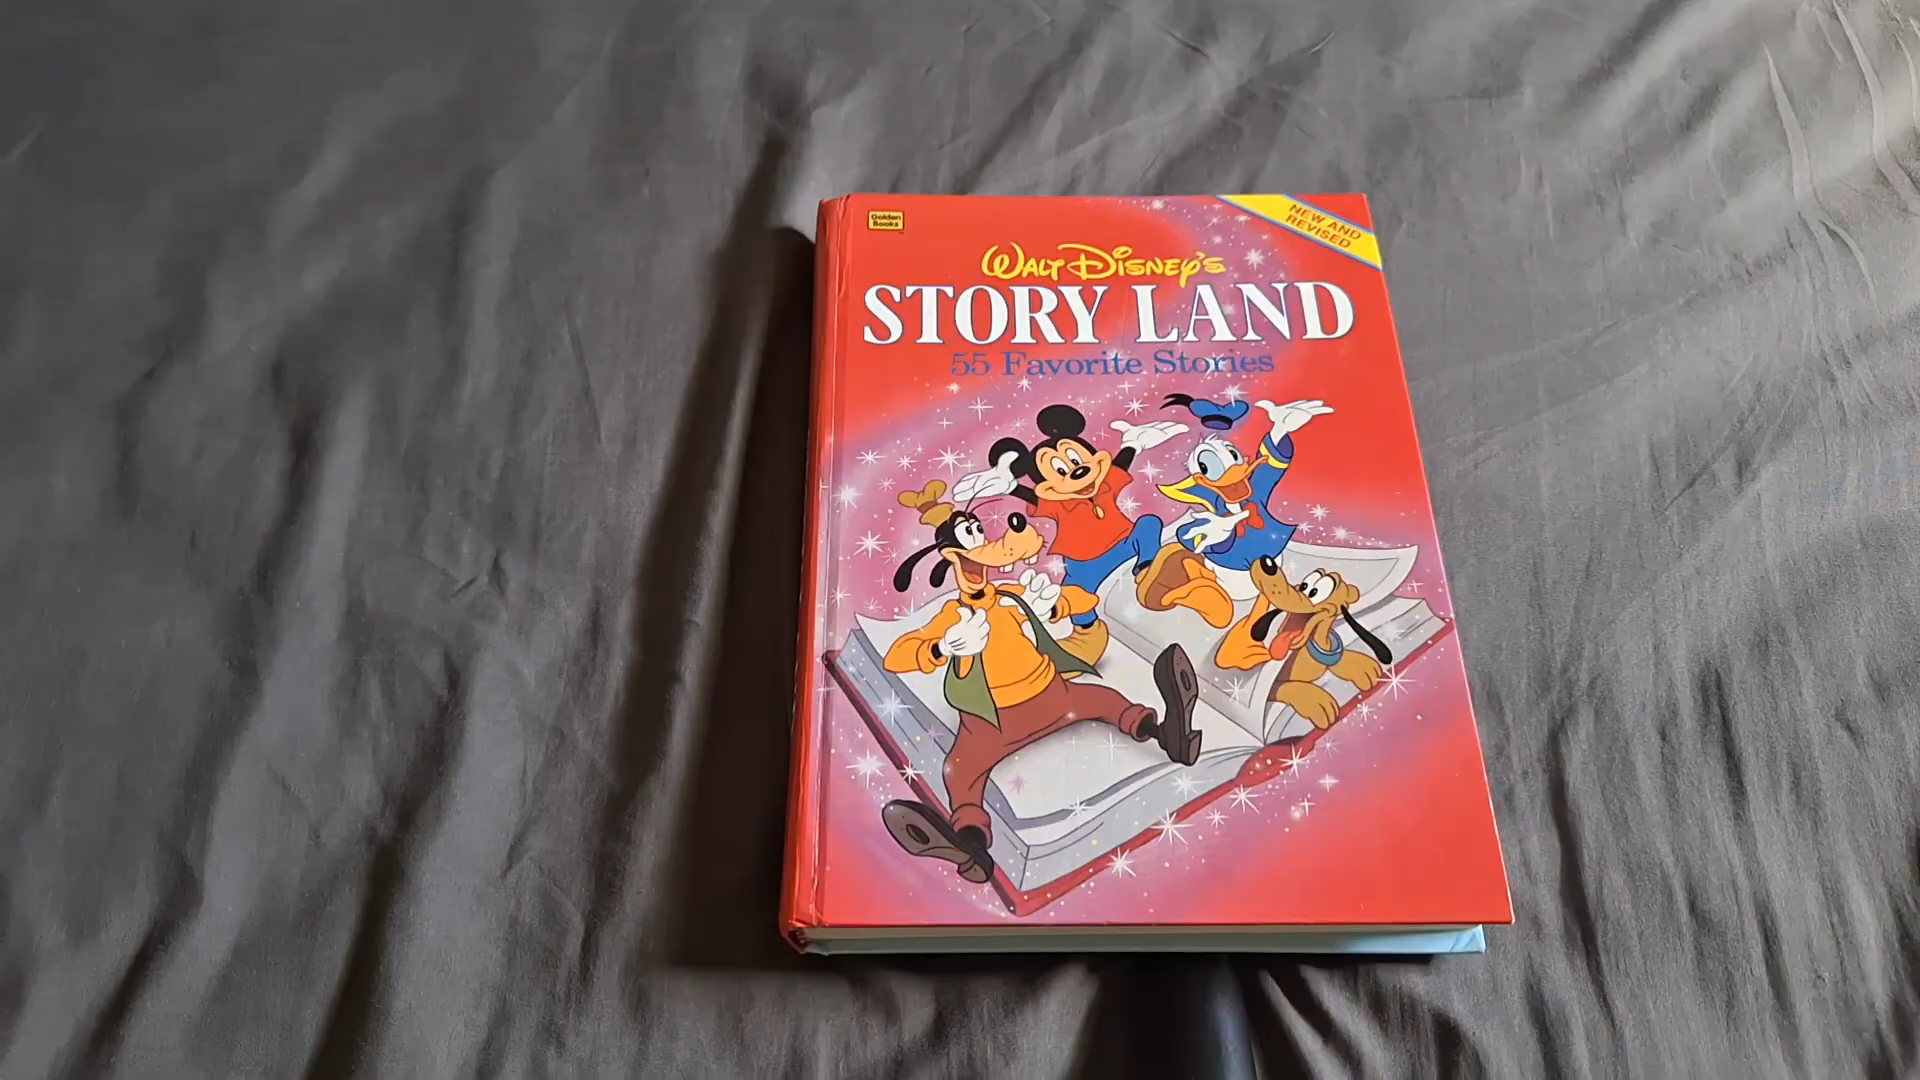 Golden
Books
NEW AND
REVISED
WALT DISNEY'S
STORY LAND
55 Favorite Stories